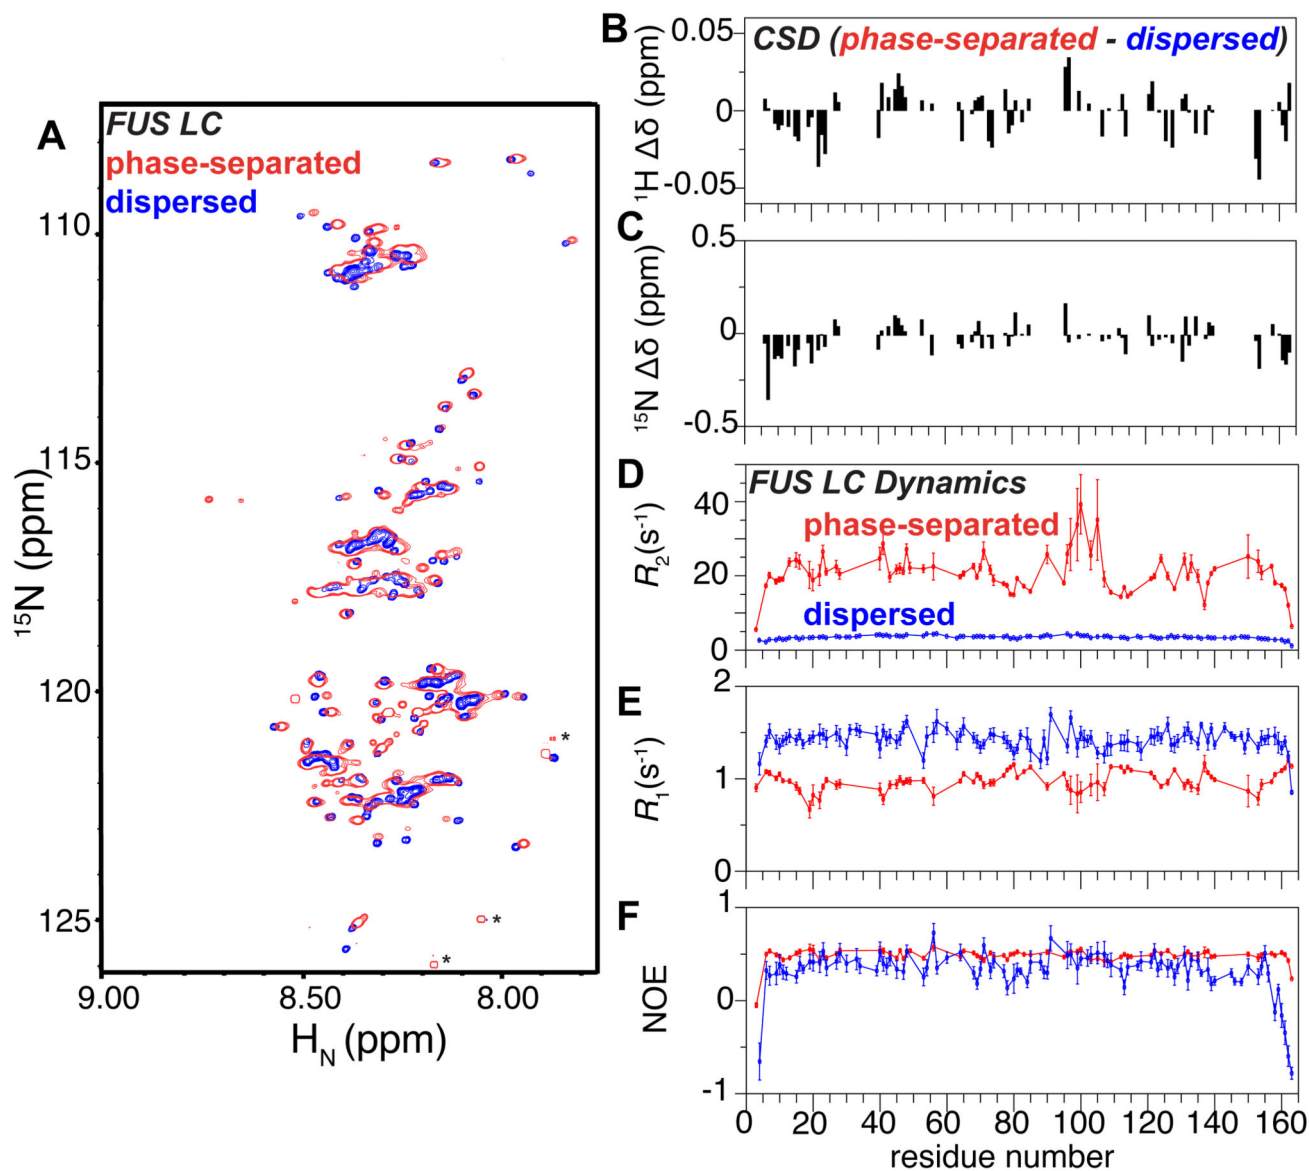 A
FUS LC
phase-separated
dispersed
110
115
120
125
¹⁵N (ppm)
*
*
*
9.00
8.50
8.00
H_N (ppm)
B
CSD (phase-separated - dispersed)
0.05
0
-0.05
¹H Δδ (ppm)
C
0.5
0
-0.5
¹⁵N Δδ (ppm)
D
FUS LC Dynamics
phase-separated
dispersed
40
20
0
R₂(s⁻¹)
E
2
1
0
R₁(s⁻¹)
F
1
0
-1
NOE
0 20 40 60 80 100 120 140 160
residue number